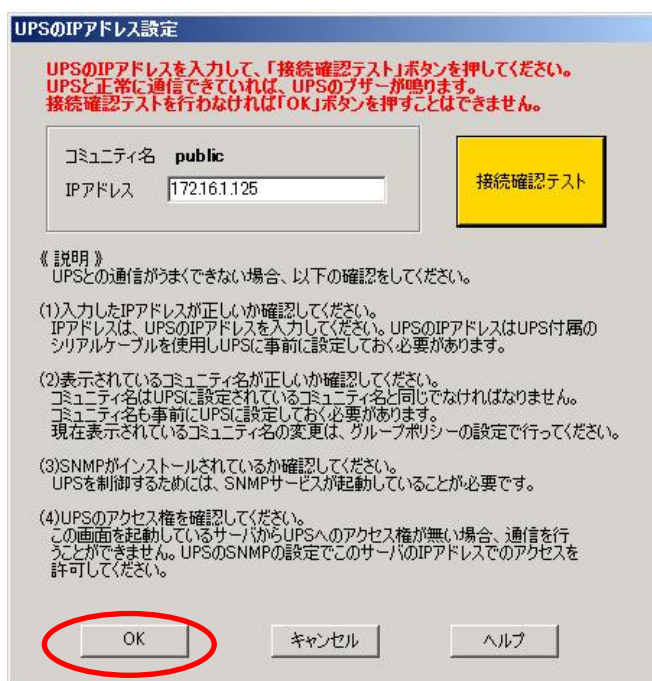 UPSのIPアドレス設定
UPSのIPアドレスを入力して、「接続確認テスト」ボタンを押してください。
UPSと正常に通信できていれば、UPSのブザーが鳴ります。
接続確認テストを行わなければ「OK」ボタンを押すことはできません。
コミュニティ名 public
IPアドレス 172.16.1.125
接続確認テスト
《 説明 》
UPSとの通信がうまくできない場合、以下の確認をしてください。
(1)入力したIPアドレスが正しいか確認してください。
IPアドレスは、UPSのIPアドレスを入力してください。UPSのIPアドレスはUPS付属の
シリアルケーブルを使用しUPSに事前に設定しておく必要があります。
(2)表示されているコミュニティ名が正しいか確認してください。
コミュニティ名はUPSに設定されているコミュニティ名と同じでなければなりません。
コミュニティ名も事前にUPSに設定しておく必要があります。
現在表示されているコミュニティ名の変更は、グループポリシーの設定で行ってください。
(3)SNMPがインストールされているか確認してください。
UPSを制御するためには、SNMPサービスが起動していることが必要です。
(4)UPSのアクセス権を確認してください。
この画面を起動しているサーバからUPSへのアクセス権が無い場合、通信を行
うことができません。UPSのSNMPの設定でこのサーバのIPアドレスでのアクセスを
許可してください。
OK キャンセル ヘルプ